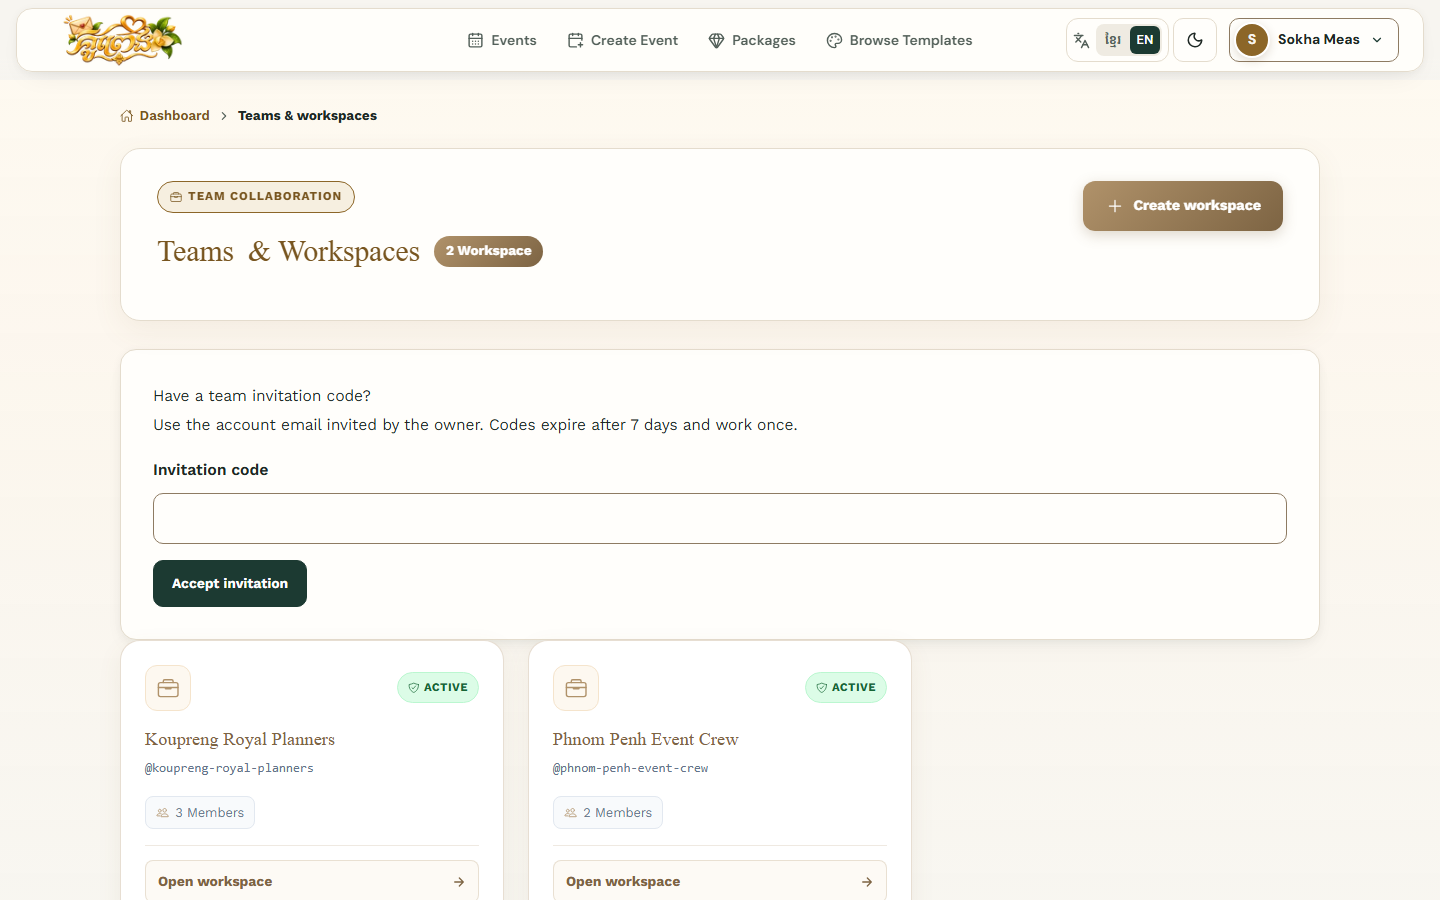 Events
Create Event
Packages
Browse Templates
ខ្មែរ
EN
S
Sokha Meas
Dashboard
Teams & workspaces
TEAM COLLABORATION
Create workspace
Teams & Workspaces
2 Workspace
Have a team invitation code?
Use the account email invited by the owner. Codes expire after 7 days and work once.
Invitation code
Accept invitation
ACTIVE
Koupreng Royal Planners
@koupreng-royal-planners
3 Members
Open workspace
ACTIVE
Phnom Penh Event Crew
@phnom-penh-event-crew
2 Members
Open workspace